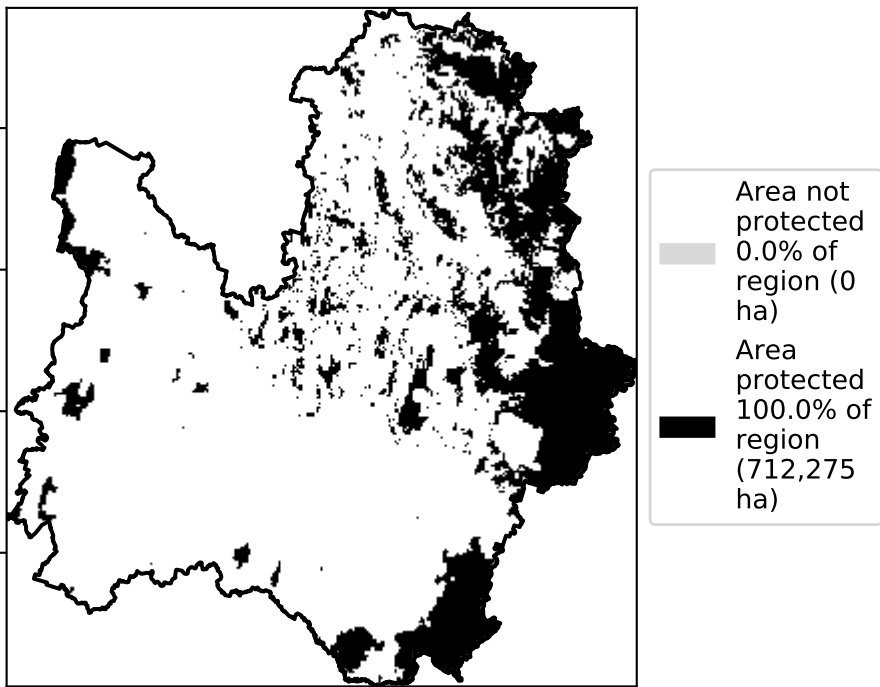 Area not
protected
0.0% of
region (0
ha)
Area
protected
100.0% of
region
(712,275
ha)